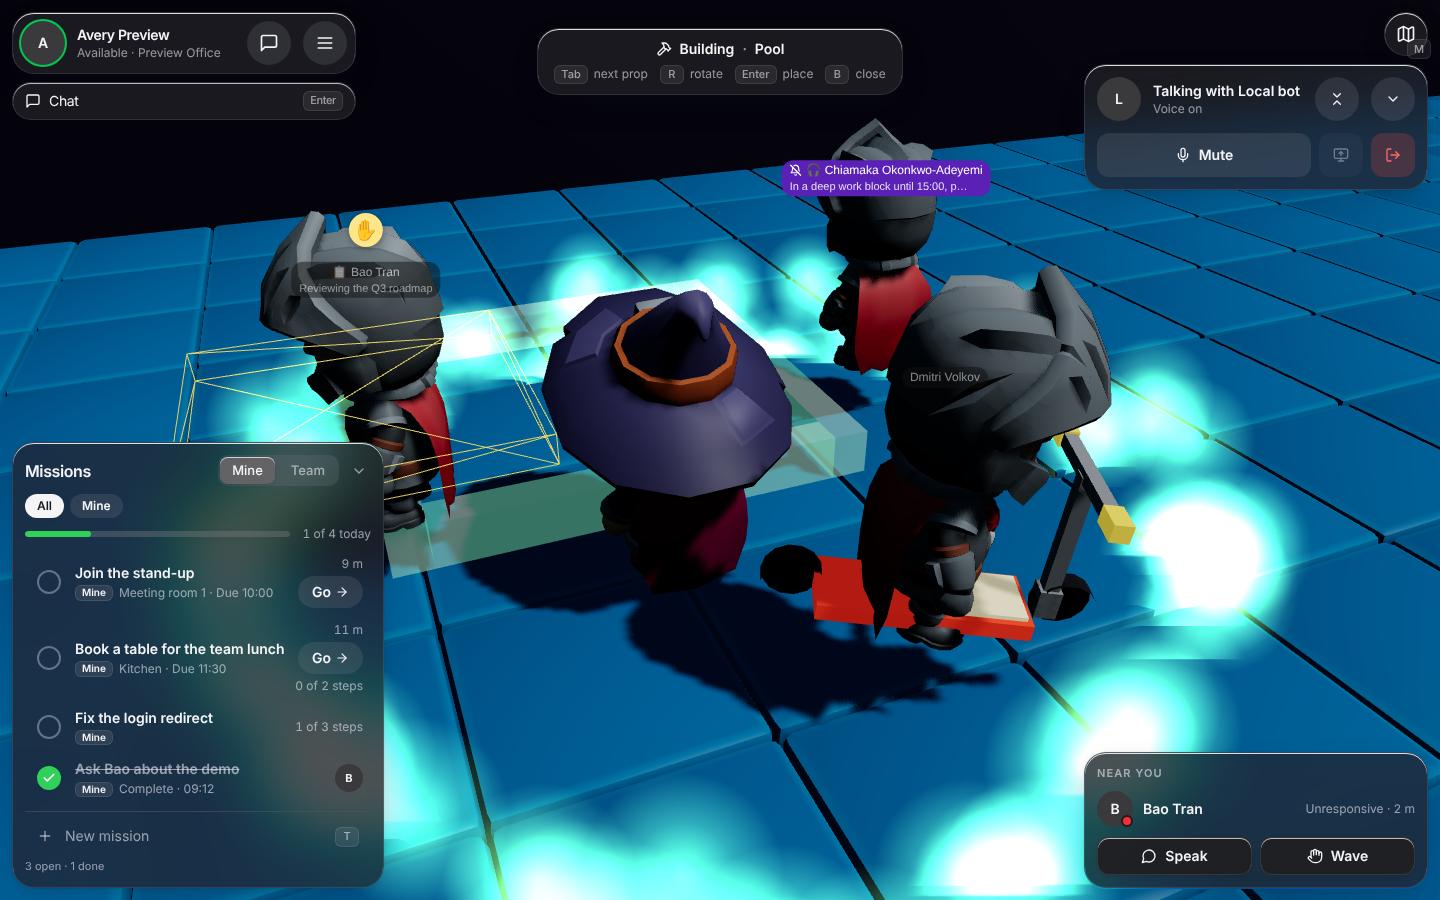 A
Avery Preview
Available · Preview Office
Chat
Enter
Building · Pool
Tab next prop R rotate Enter place B close
M
L
Talking with Local bot
Voice on
Mute
Chiamaka Okonkwo-Adeyemi
In a deep work block until 15:00, p…
Bao Tran
Reviewing the Q3 roadmap
Dmitri Volkov
Missions
Mine Team
All Mine
1 of 4 today
Join the stand-up
Mine Meeting room 1 · Due 10:00
9 m
Go →
Book a table for the team lunch
Mine Kitchen · Due 11:30
11 m
Go →
0 of 2 steps
Fix the login redirect
Mine
1 of 3 steps
Ask Bao about the demo
Mine Complete · 09:12
B
+ New mission
T
3 open · 1 done
NEAR YOU
B
Bao Tran
Unresponsive · 2 m
Speak
Wave